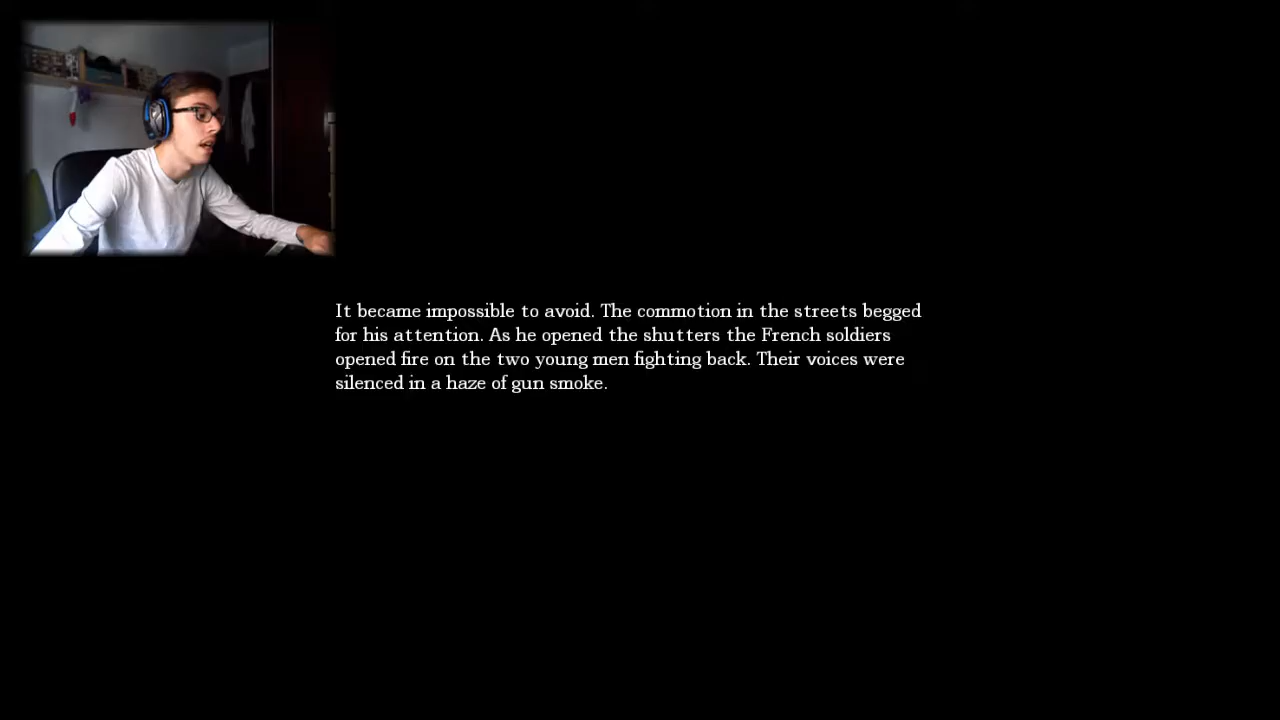 It became impossible to avoid. The commotion in the streets begged
for his attention. As he opened the shutters the French soldiers
opened fire on the two young men fighting back. Their voices were
silenced in a haze of gun smoke.